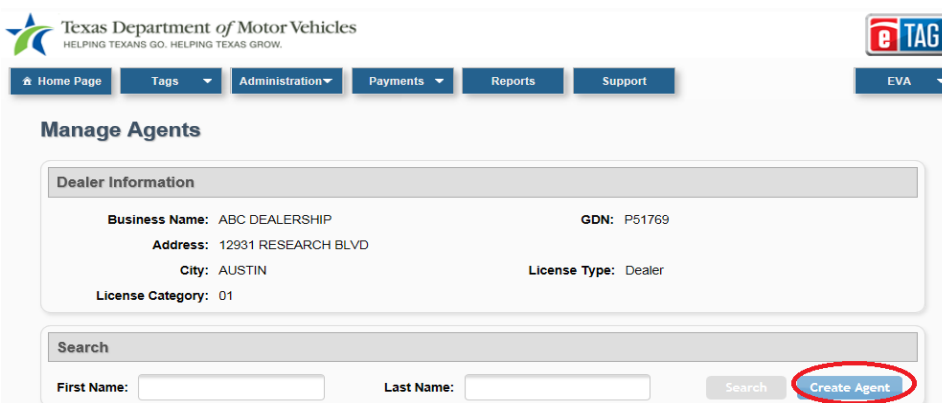 Texas Department of Motor Vehicles
HELPING TEXANS GO. HELPING TEXAS GROW.
e TAG
Home Page Tags Administration Payments Reports Support EVA
Manage Agents
Dealer Information
Business Name: ABC DEALERSHIP GDN: P51769
Address: 12931 RESEARCH BLVD
City: AUSTIN License Type: Dealer
License Category: 01
Search
First Name: Last Name: Search Create Agent